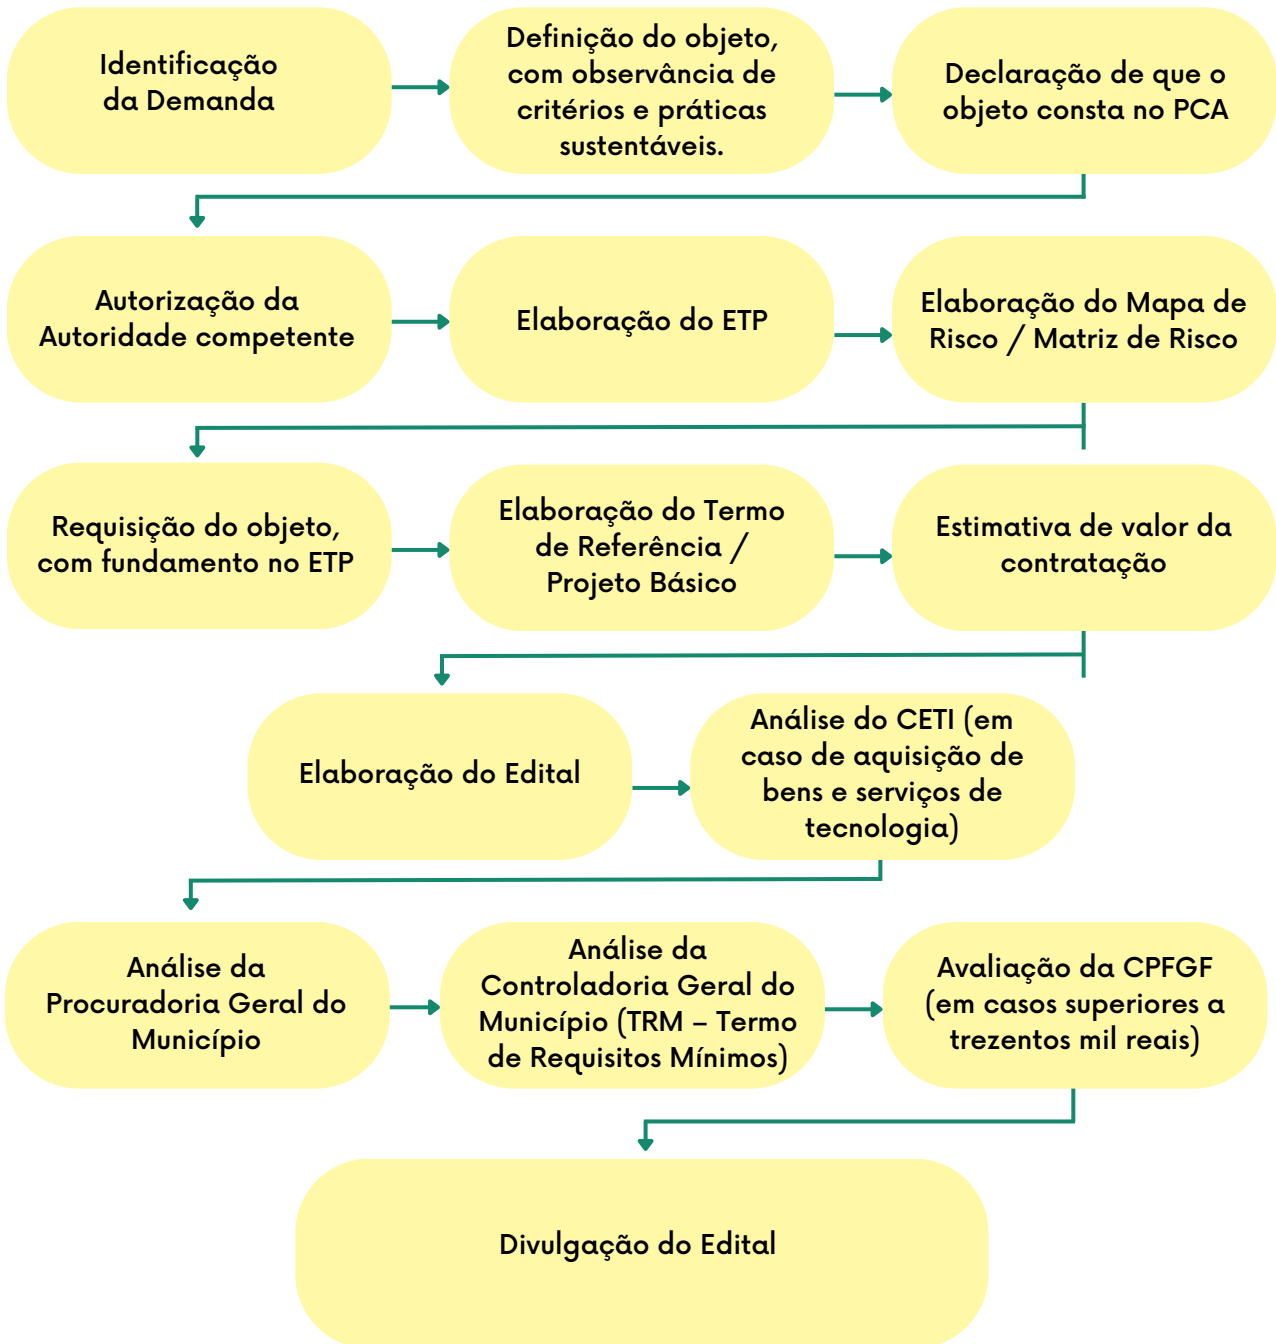 Identificação
da Demanda
Definição do objeto,
com observância de
critérios e práticas
sustentáveis.
Declaração de que o
objeto consta no PCA
Autorização da
Autoridade competente
Elaboração do ETP
Elaboração do Mapa de
Risco / Matriz de Risco
Requisição do objeto,
com fundamento no ETP
Elaboração do Termo
de Referência /
Projeto Básico
Estimativa de valor da
contratação
Elaboração do Edital
Análise do CETI (em
caso de aquisição de
bens e serviços de
tecnologia)
Análise da
Procuradoria Geral do
Município
Análise da
Controladoria Geral do
Município (TRM – Termo
de Requisitos Mínimos)
Avaliação da CPFGF
(em casos superiores a
trezentos mil reais)
Divulgação do Edital